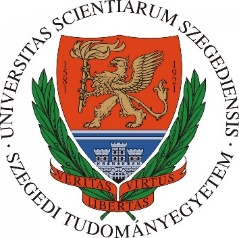 · UNIVERSITAS SCIENTIARUM SZEGEDIENSIS ·
1581 1921
VERITAS VIRTUS
LIBERTAS
SZEGEDI TUDOMÁNYEGYETEM